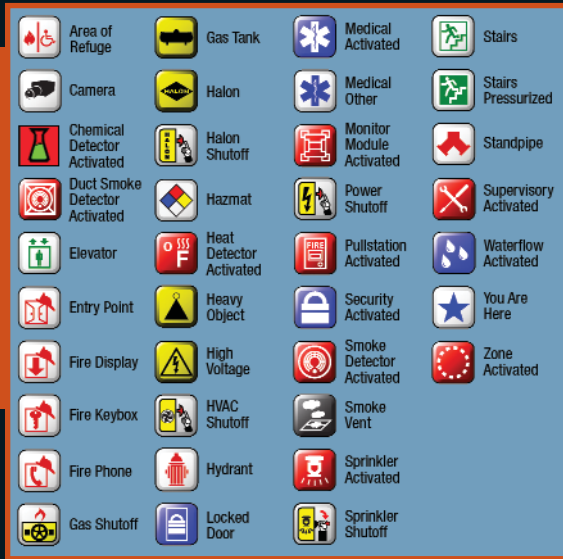 Area of
Refuge
Camera
Chemical
Detector
Activated
Duct Smoke
Detector
Activated
Elevator
Entry Point
Fire Display
Fire Keybox
Fire Phone
Gas Shutoff
Gas Tank
HALON
Halon
HALON
Halon
Shutoff
Hazmat
F
Heat
Detector
Activated
Heavy
Object
High
Voltage
HVAC
Shutoff
Hydrant
Locked
Door
Medical
Activated
Medical
Other
Monitor
Module
Activated
Power
Shutoff
FIRE
Pullstation
Activated
Security
Activated
Smoke
Detector
Activated
Smoke
Vent
Sprinkler
Activated
Sprinkler
Shutoff
Stairs
Stairs
Pressurized
Standpipe
Supervisory
Activated
Waterflow
Activated
You Are
Here
Zone
Activated